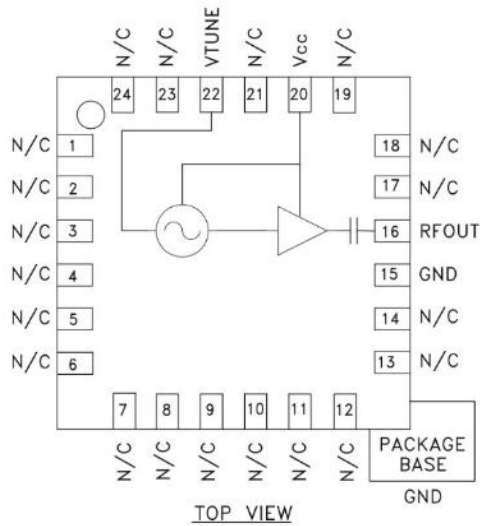 N/C
N/C
VTUNE
N/C
Vcc
N/C
24
23
22
21
20
19
N/C 1
18 N/C
N/C 2
17 N/C
N/C 3
16 RFOUT
N/C 4
15 GND
N/C 5
14 N/C
N/C 6
13 N/C
7
8
9
10
11
12
N/C
N/C
N/C
N/C
N/C
N/C
PACKAGE
BASE
GND
TOP VIEW